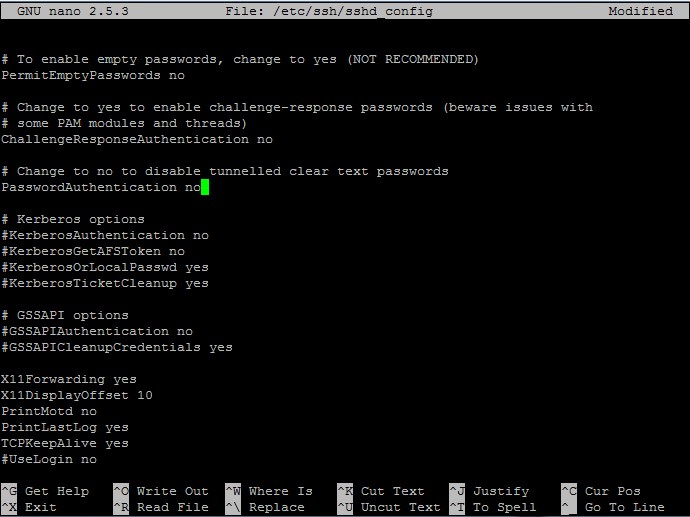 GNU nano 2.5.3 File: /etc/ssh/sshd_config Modified
# To enable empty passwords, change to yes (NOT RECOMMENDED)
PermitEmptyPasswords no
# Change to yes to enable challenge-response passwords (beware issues with
# some PAM modules and threads)
ChallengeResponseAuthentication no
# Change to no to disable tunnelled clear text passwords
PasswordAuthentication no
# Kerberos options
#KerberosAuthentication no
#KerberosGetAFSToken no
#KerberosOrLocalPasswd yes
#KerberosTicketCleanup yes
# GSSAPI options
#GSSAPIAuthentication no
#GSSAPICleanupCredentials yes
X11Forwarding yes
X11DisplayOffset 10
PrintMotd no
PrintLastLog yes
TCPKeepAlive yes
#UseLogin no
^G Get Help ^O Write Out ^W Where Is ^K Cut Text ^J Justify ^C Cur Pos
^X Exit ^R Read File ^\ Replace ^U Uncut Text ^T To Spell ^_ Go To Line